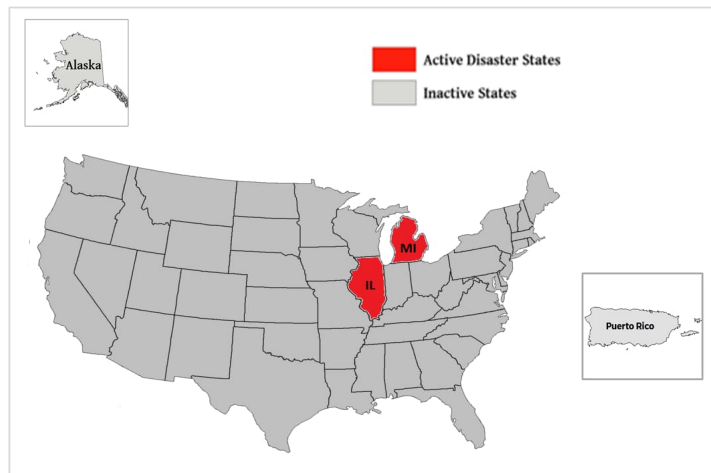 Alaska
Active Disaster States
Inactive States
MI
IL
Puerto Rico